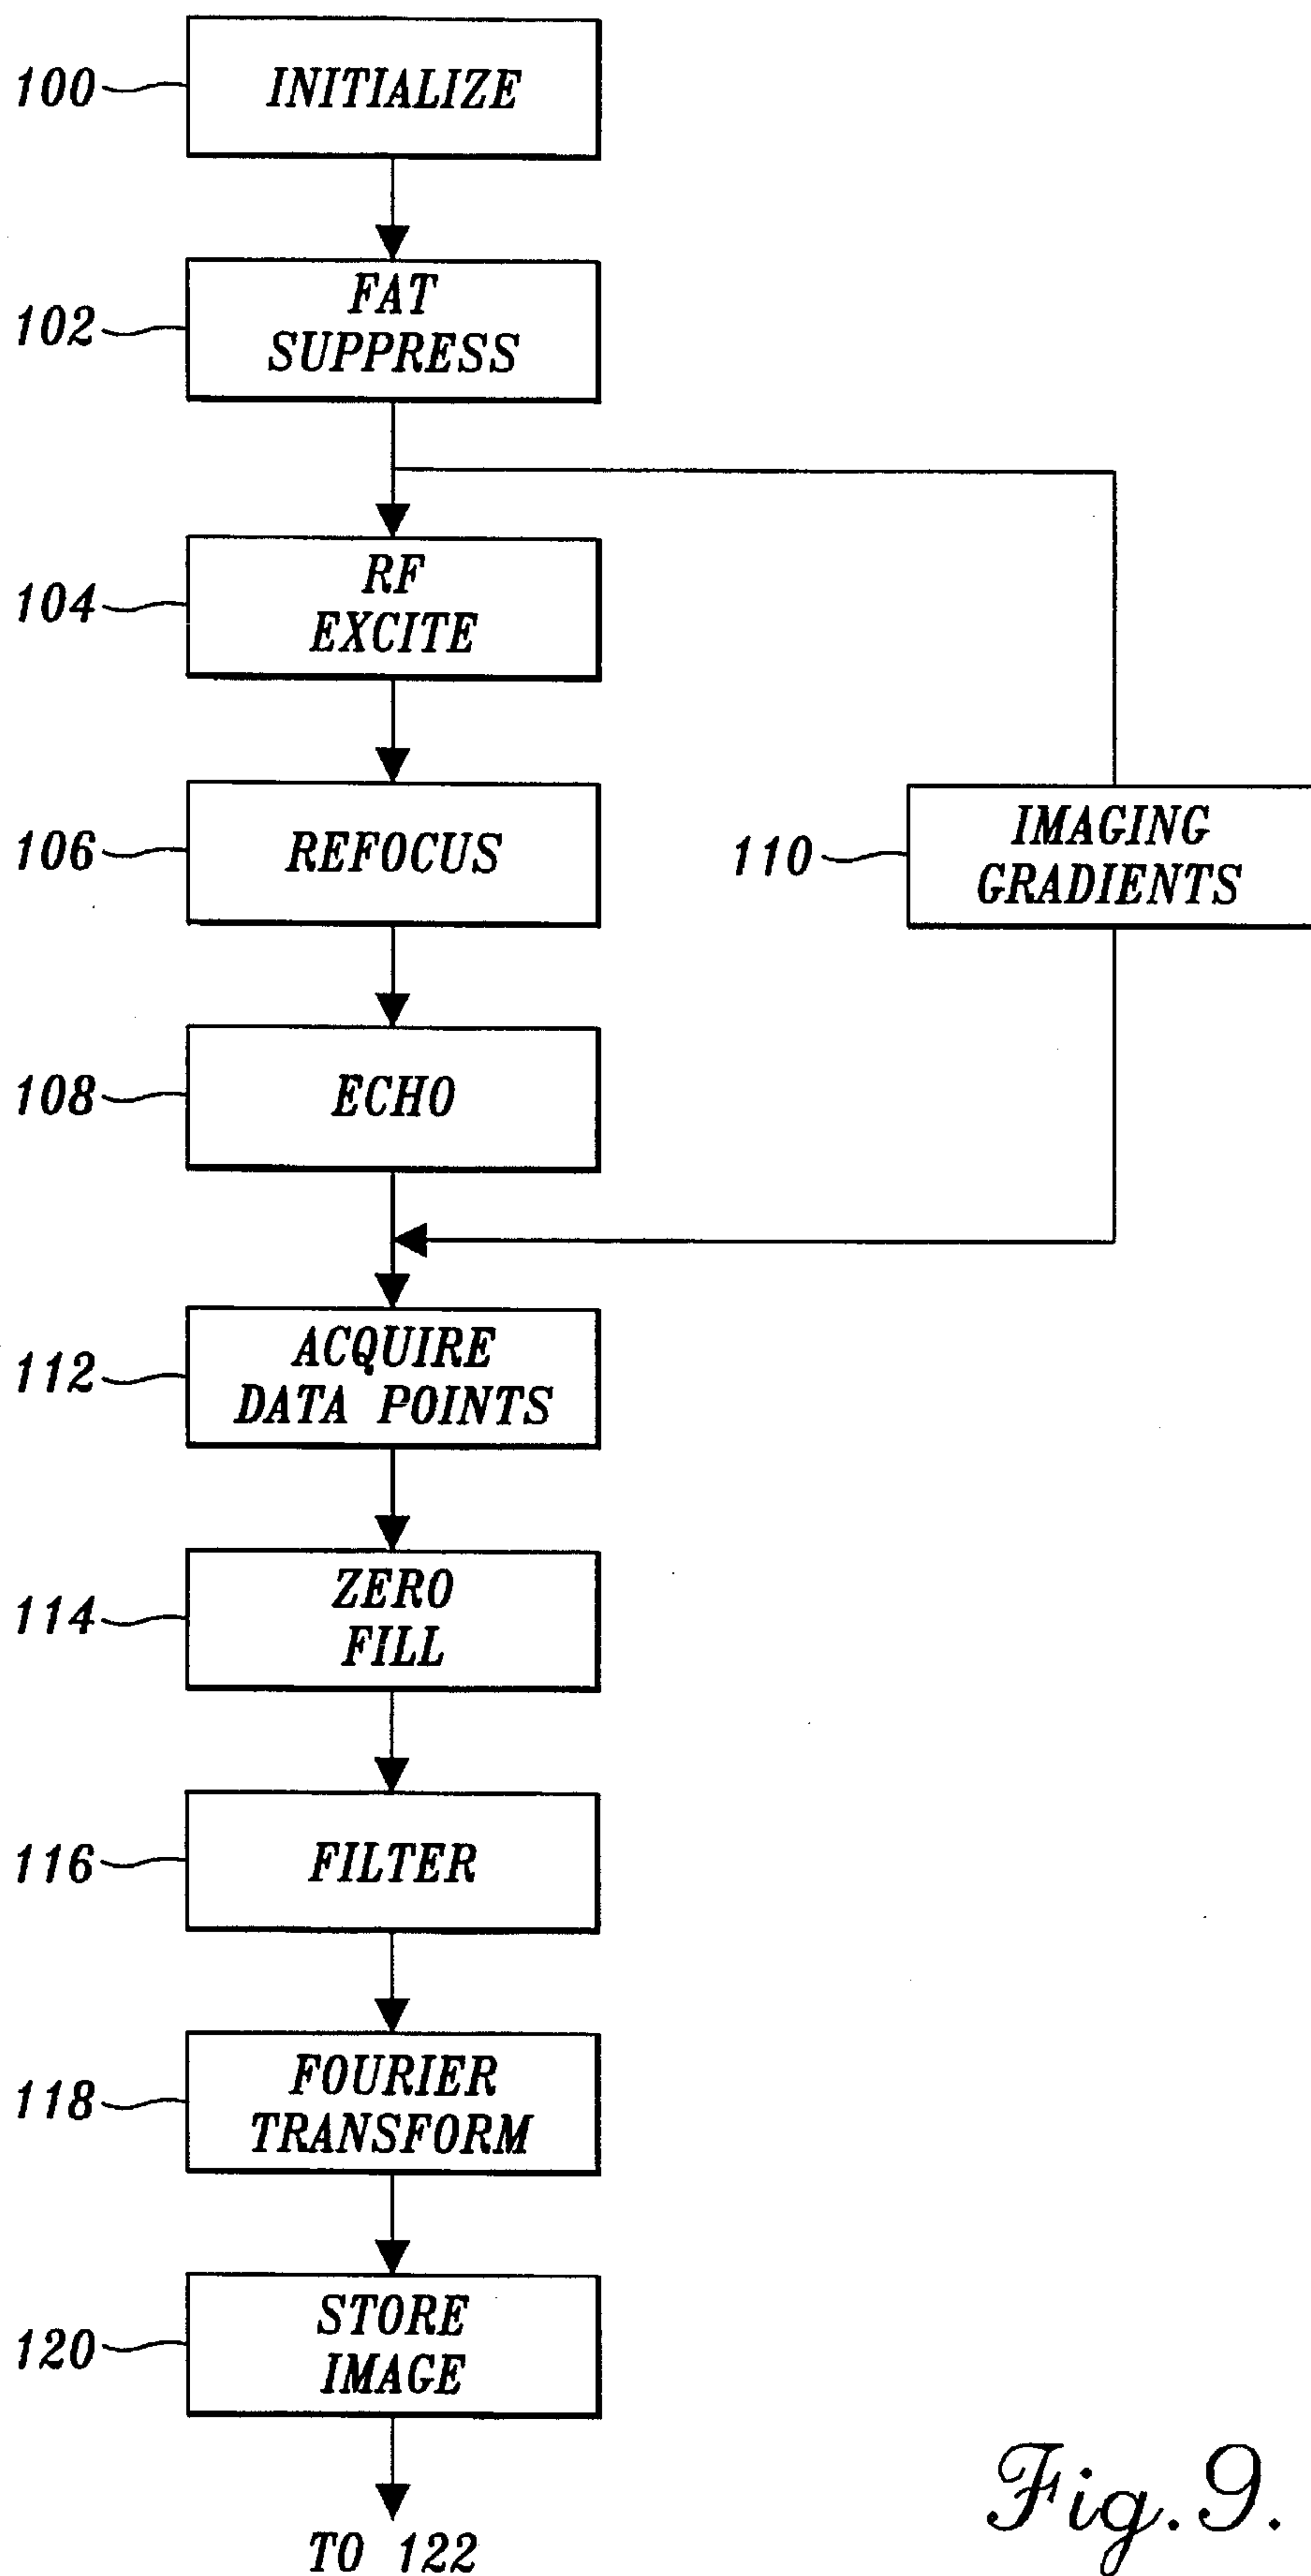 100
INITIALIZE
102
FAT
SUPPRESS
104
RF
EXCITE
106
REFOCUS
110
IMAGING
GRADIENTS
108
ECHO
112
ACQUIRE
DATA POINTS
114
ZERO
FILL
116
FILTER
118
FOURIER
TRANSFORM
120
STORE
IMAGE
TO 122
Fig. 9.